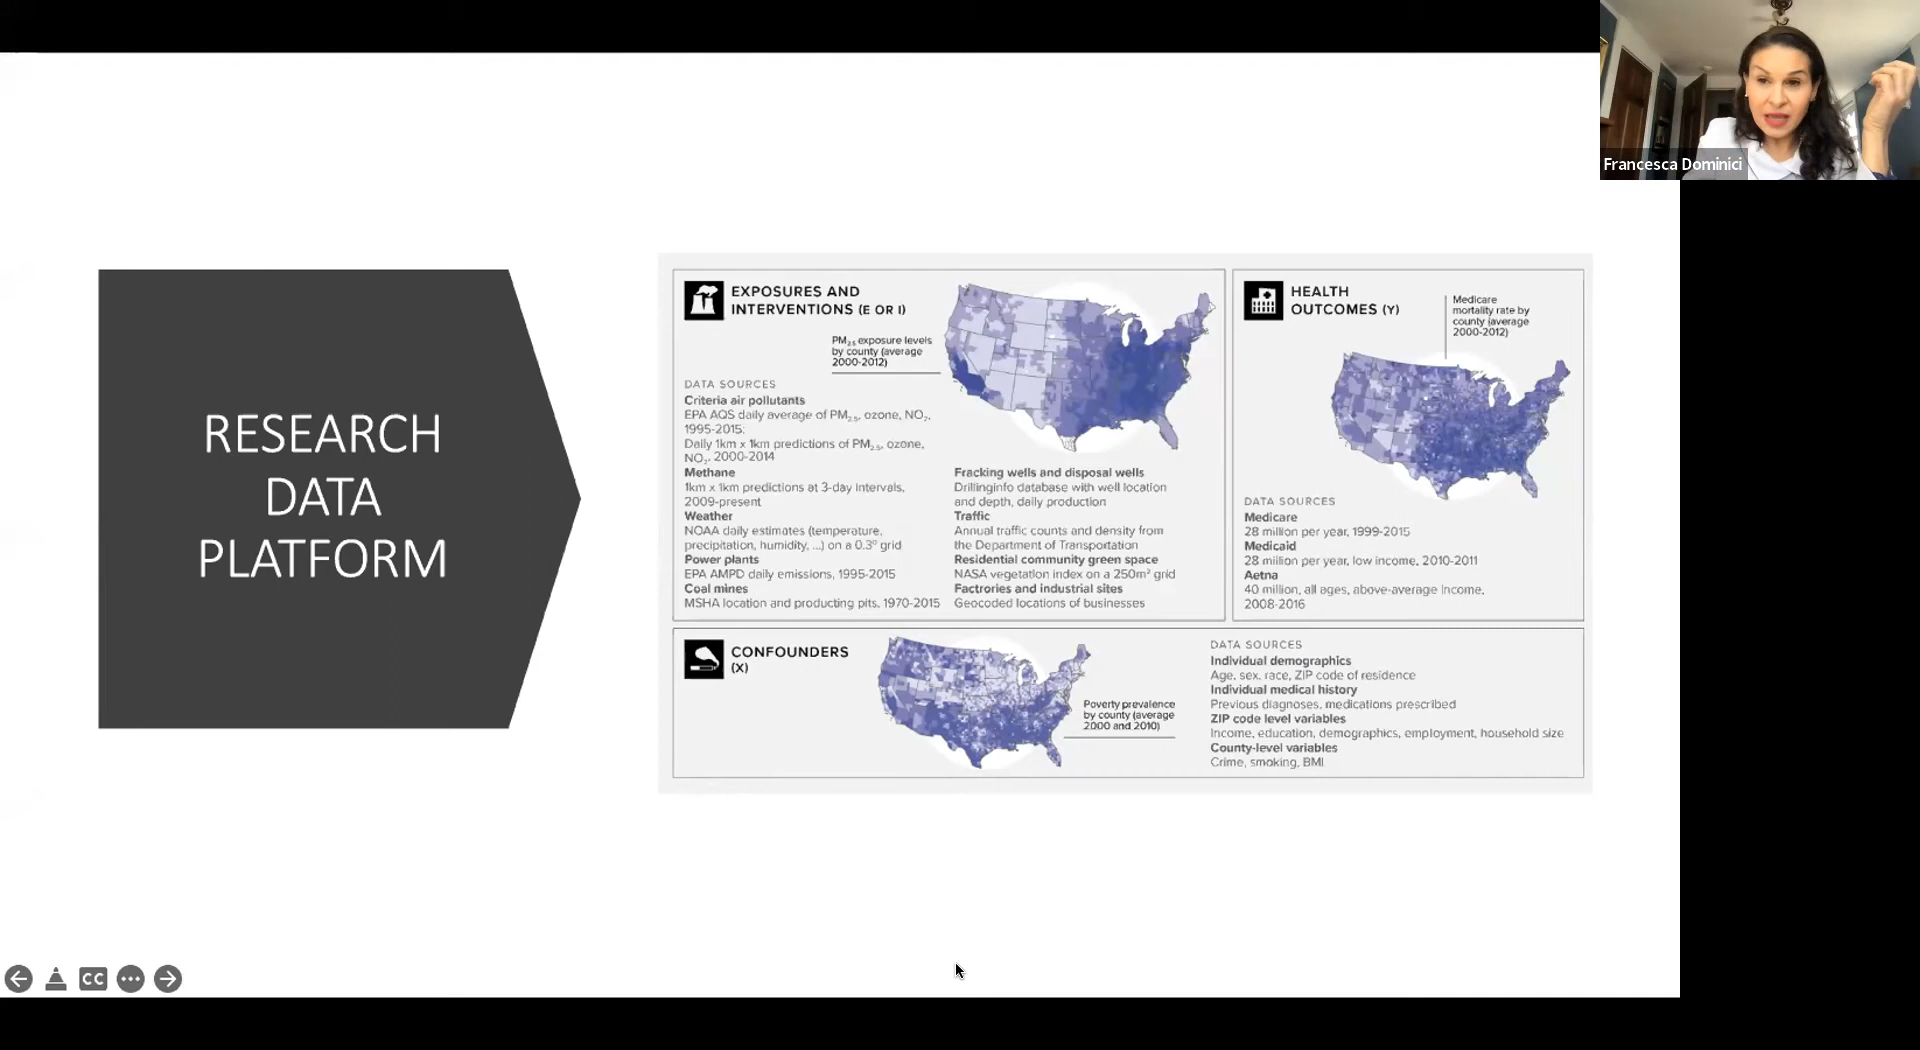 Francesca Dominici
RESEARCH
DATA
PLATFORM
EXPOSURES AND
INTERVENTIONS (E OR I)
PM2.5 exposure levels
by county (average
2000-2012)
DATA SOURCES
Criteria air pollutants
EPA AQS daily average of PM2.5, ozone, NO2,
1995-2015;
Daily 1km x 1km predictions of PM2.5, ozone,
NO2, 2000-2014
Methane
1km x 1km predictions at 3-day intervals,
2009-present
Weather
NOAA daily estimates (temperature,
precipitation, humidity, ...) on a 0.3° grid
Power plants
EPA AMPD daily emissions, 1995-2015
Coal mines
MSHA location and producting pits, 1970-2015
Fracking wells and disposal wells
Drillinginfo database with well location
and depth, daily production
Traffic
Annual traffic counts and density from
the Department of Transportation
Residential community green space
NASA vegetation index on a 250m² grid
Factrories and industrial sites
Geocoded locations of businesses
HEALTH
OUTCOMES (Y)
Medicare
mortality rate by
county (average
2000-2012)
DATA SOURCES
Medicare
28 million per year, 1999-2015
Medicaid
28 million per year, low income, 2010-2011
Aetna
40 million, all ages, above-average income,
2008-2016
CONFOUNDERS
(X)
Poverty prevalence
by county (average
2000 and 2010)
DATA SOURCES
Individual demographics
Age, sex, race, ZIP code of residence
Individual medical history
Previous diagnoses, medications prescribed
ZIP code level variables
Income, education, demographics, employment, household size
County-level variables
Crime, smoking, BMI
CC